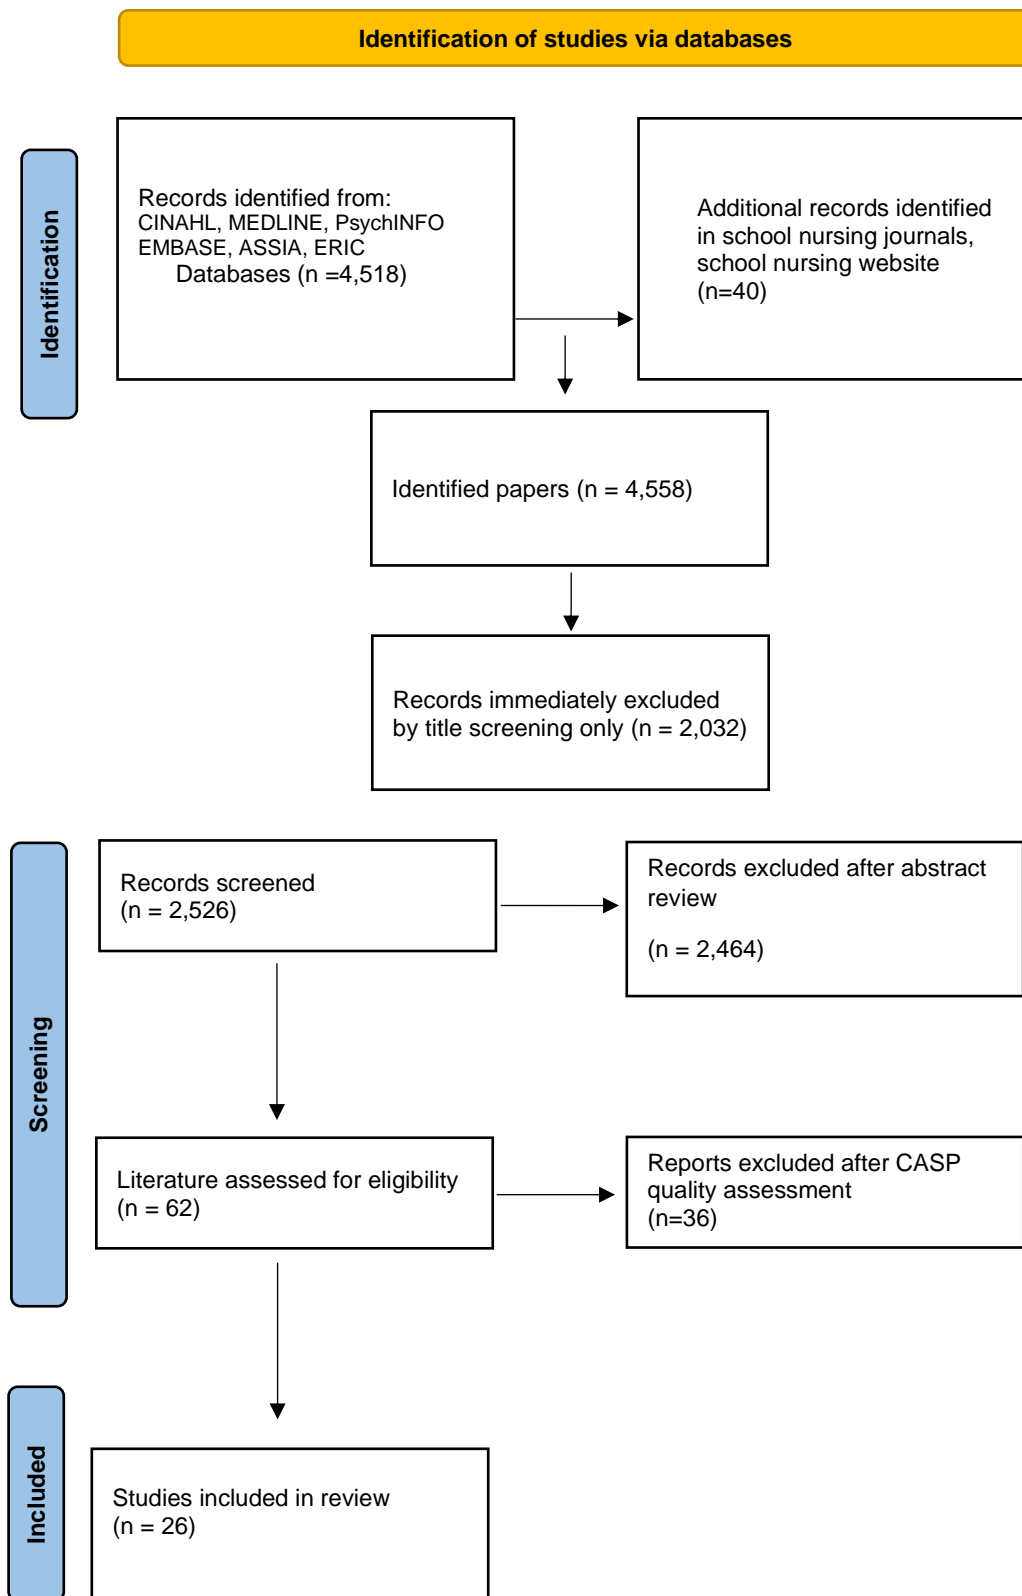 Identification of studies via databases
Identification
Records identified from:
CINAHL, MEDLINE, PsychINFO
EMBASE, ASSIA, ERIC
Databases (n =4,518)
Additional records identified
in school nursing journals,
school nursing website
(n=40)
Identified papers (n = 4,558)
Records immediately excluded
by title screening only (n = 2,032)
Screening
Records screened
(n = 2,526)
Records excluded after abstract
review
(n = 2,464)
Literature assessed for eligibility
(n = 62)
Reports excluded after CASP
quality assessment
(n=36)
Included
Studies included in review
(n = 26)